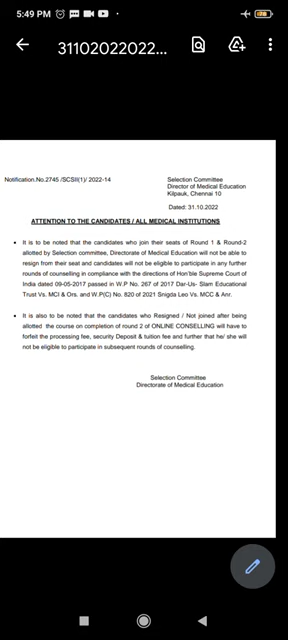 5:49 PM
31102022022...
Notification.No.2745 /SCSII(1)/ 2022-14
Selection Committee
Director of Medical Education
Kilpauk, Chennai 10
Dated: 31.10.2022
ATTENTION TO THE CANDIDATES / ALL MEDICAL INSTITUTIONS
• It is to be noted that the candidates who join their seats of Round 1 & Round-2
allotted by Selection committee, Directorate of Medical Education will not be able to
resign from their seat and candidates will not be eligible to participate in any further
rounds of counselling in compliance with the directions of Hon'ble Supreme Court of
India dated 09-05-2017 passed in W.P No. 267 of 2017 Dar-Us- Slam Educational
Trust Vs. MCI & Ors. and W.P(C) No. 820 of 2021 Snigda Leo Vs. MCC & Anr.
• It is also to be noted that the candidates who Resigned / Not joined after being
allotted the course on completion of round 2 of ONLINE CONSELLING will have to
forfeit the processing fee, security Deposit & tuition fee and further that he/ she will
not be eligible to participate in subsequent rounds of counselling.
Selection Committee
Directorate of Medical Education